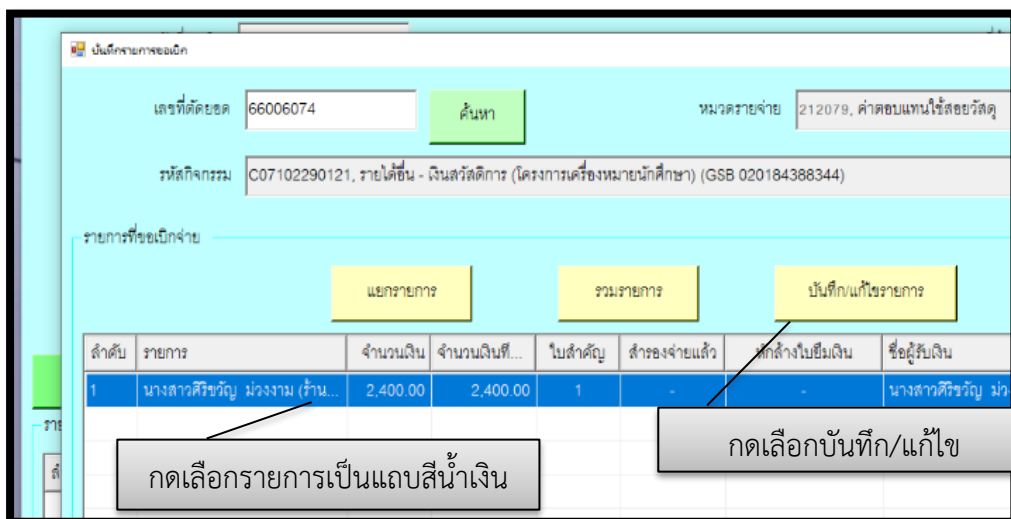 บันทึกรายการขอเบิก
เลขที่ตัดยอด 66006074 ค้นหา หมวดรายจ่าย 212079, ค่าตอบแทนใช้สอยวัสดุ
รหัสกิจกรรม C07102290121, รายได้อื่น - เงินสวัสดิการ (โครงการเครื่องหมายนักศึกษา) (GSB 020184388344)
รายการที่ขอเบิกจ่าย
แยกรายการ รวมรายการ บันทึก/แก้ไขรายการ
ลำดับ รายการ จำนวนเงิน จำนวนเงินที่... ใบสำคัญ สำรองจ่ายแล้ว หักล้างใบยืมเงิน ชื่อผู้รับเงิน
1 นางสาวศิริขวัญ ม่วงงาม (ร้าน... 2,400.00 2,400.00 1 - - นางสาวศิริขวัญ
กดเลือกบันทึก/แก้ไข
กดเลือกรายการเป็นแถบสีน้ำเงิน